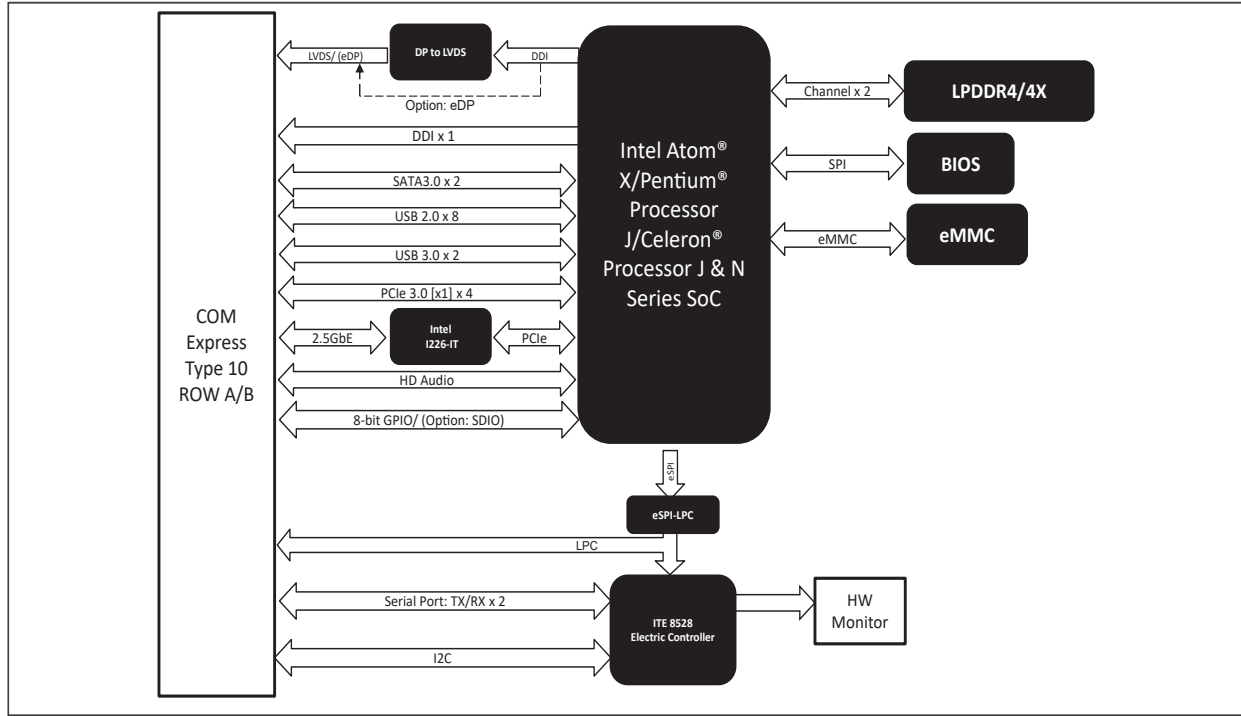 LVDS/ (eDP)
DP to LVDS
DDI
Option: eDP
DDI x 1
SATA3.0 x 2
USB 2.0 x 8
USB 3.0 x 2
PCIe 3.0 [x1] x 4
2.5GbE
Intel
I226-IT
PCIe
HD Audio
8-bit GPIO/ (Option: SDIO)
COM
Express
Type 10
ROW A/B
Intel Atom®
X/Pentium®
Processor
J/Celeron®
Processor J & N
Series SoC
Channel x 2
LPDDR4/4X
SPI
BIOS
eMMC
eMMC
eSPI
eSPI-LPC
LPC
Serial Port: TX/RX x 2
I2C
ITE 8528
Electric Controller
HW
Monitor